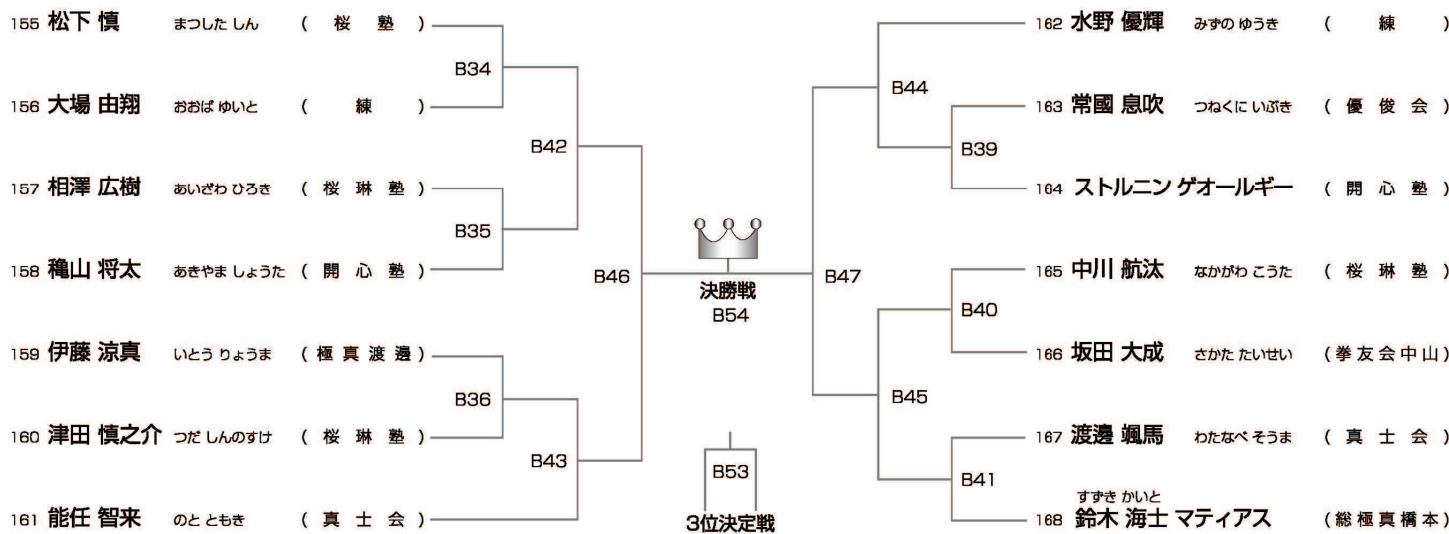 155 松下 慎 まつした しん ( 桜 塾 )
B34
156 大場 由翔 おおば ゆいと ( 練 )
B42
157 相澤 広樹 あいざわ ひろき ( 桜 琳 塾 )
B35
158 穐山 将太 あきやま しょうた ( 開 心 塾 )
B46
159 伊藤 涼真 いとう りょうま ( 極 真 渡 邊 )
B36
160 津田 慎之介 つだ しんのすけ ( 桜 琳 塾 )
B43
161 能任 智来 のと ともき ( 真 士 会 )
決勝戦
B54
B53
3位決定戦
162 水野 優輝 みずの ゆうき ( 練 )
B44
163 常國 息吹 つねくに いぶき ( 優 俊 会 )
B39
164 ストルニン ゲオールギー ( 開 心 塾 )
B47
165 中川 航汰 なかがわ こうた ( 桜 琳 塾 )
B40
166 坂田 大成 さかた たいせい ( 拳 友 会 中 山 )
B45
167 渡邊 颯馬 わたなべ そうま ( 真 士 会 )
B41
すずき かいと
168 鈴木 海士 マティアス ( 総 極 真 橋 本 )